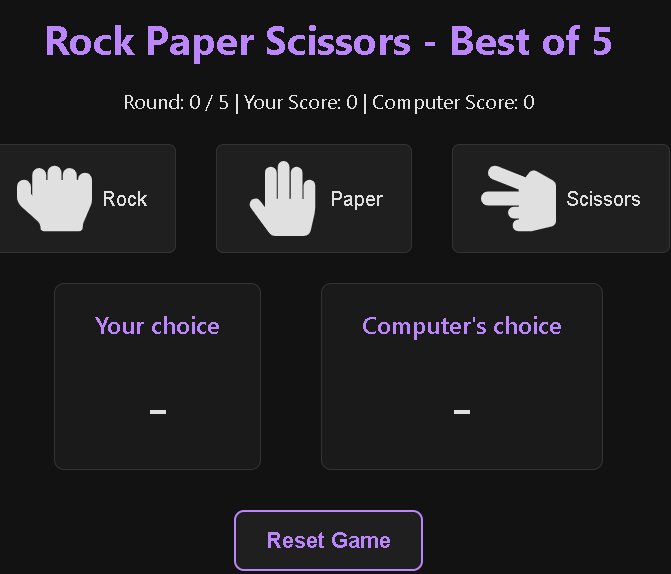 Rock Paper Scissors - Best of 5
Round: 0 / 5 | Your Score: 0 | Computer Score: 0
Rock
Paper
Scissors
Your choice
Computer's choice
-
-
Reset Game